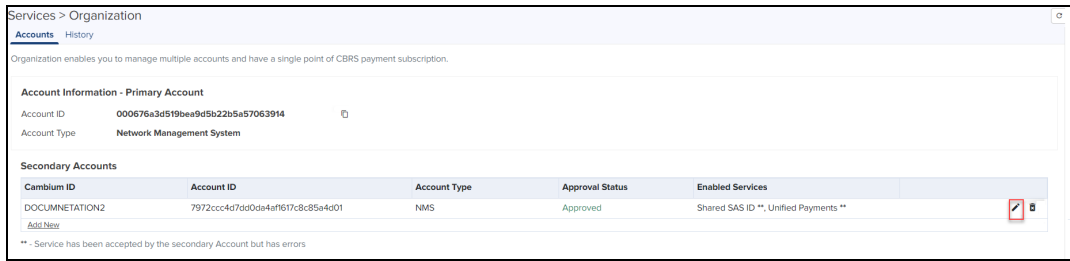 Services > Organization
Accounts History
Organization enables you to manage multiple accounts and have a single point of CBRS payment subscription.
Account Information - Primary Account
Account ID 000676a3d519bea9d5b22b5a57063914
Account Type Network Management System
Secondary Accounts
Cambium ID Account ID Account Type Approval Status Enabled Services
DOCUMNETATION2 7972ccc4d7dd0da4af1617c8c85a4d01 NMS Approved Shared SAS ID **, Unified Payments **
Add New
** - Service has been accepted by the secondary Account but has errors